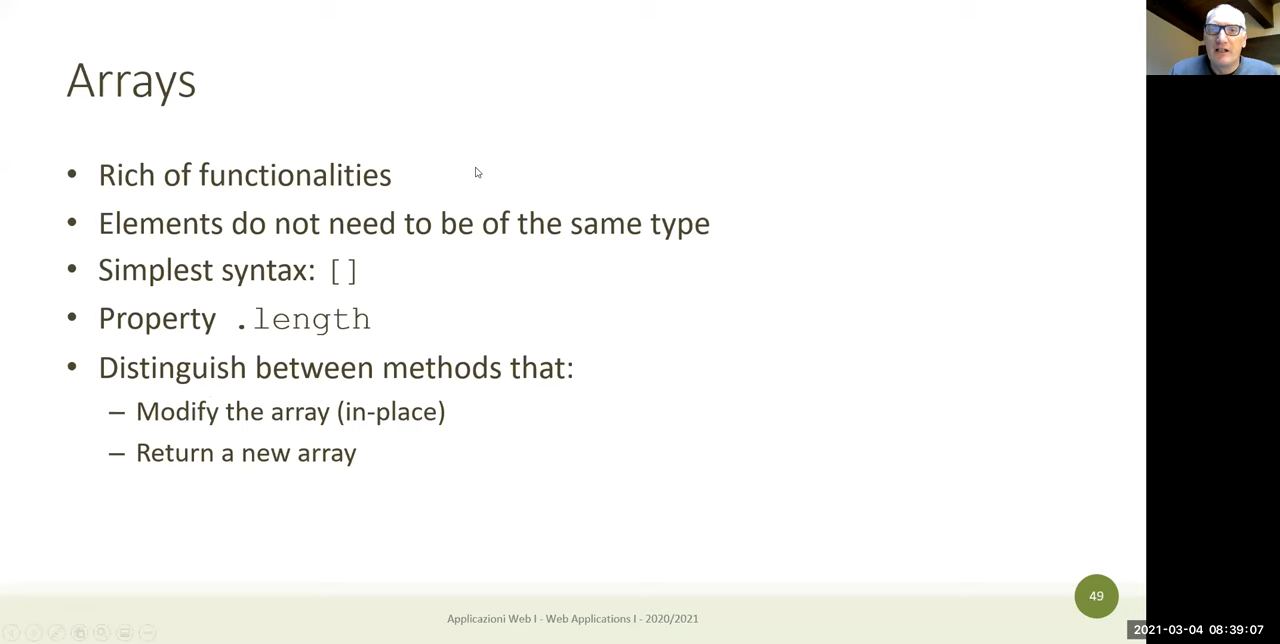 Arrays
• Rich of functionalities
• Elements do not need to be of the same type
• Simplest syntax: []
• Property .length
• Distinguish between methods that:
– Modify the array (in-place)
– Return a new array
49
Applicazioni Web I - Web Applications I - 2020/2021
2021-03-04 08:39:07